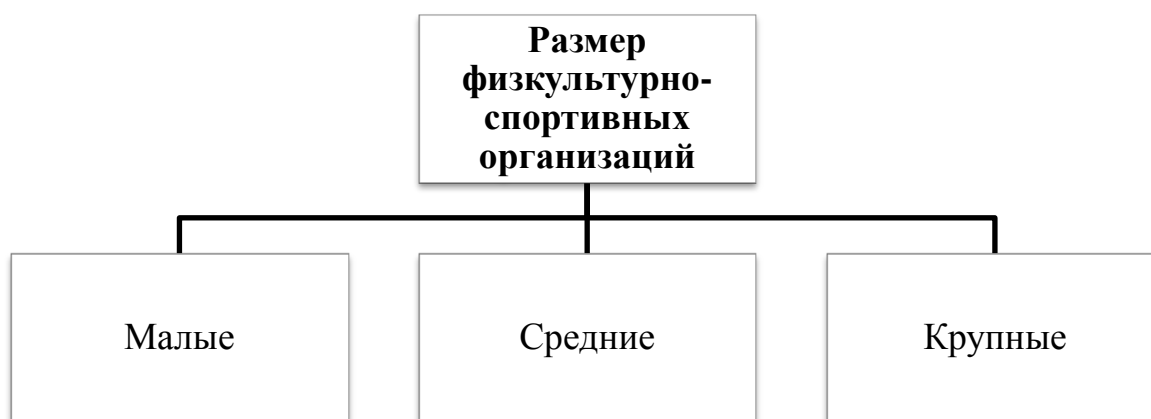 Размер
физкультурно-
спортивных
организаций
Малые
Средние
Крупные